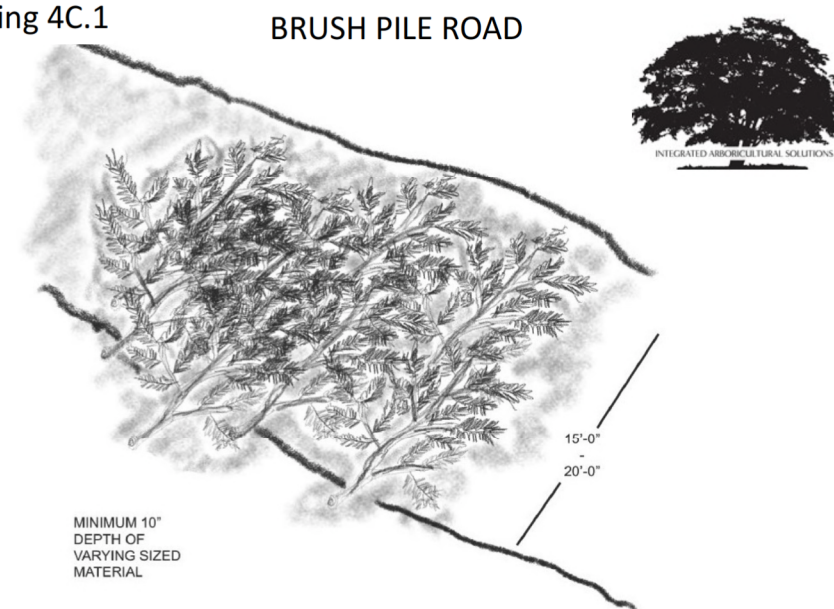 ing 4C.1
BRUSH PILE ROAD
INTEGRATED ARBORICULTURAL SOLUTIONS
15'-0"
-
20'-0"
MINIMUM 10"
DEPTH OF
VARYING SIZED
MATERIAL